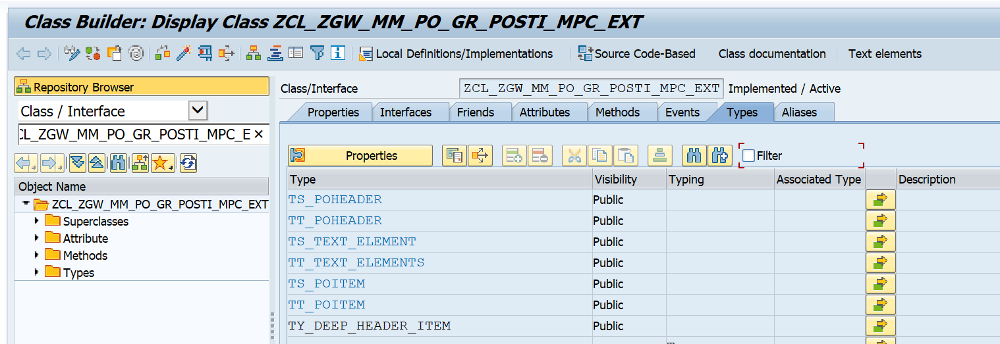 Class Builder: Display Class ZCL_ZGW_MM_PO_GR_POSTI_MPC_EXT
Local Definitions/Implementations Source Code-Based Class documentation Text elements
Repository Browser
Class / Interface
CL_ZGW_MM_PO_GR_POSTI_MPC_E
Object Name
ZCL_ZGW_MM_PO_GR_POSTI_MPC_EXT
Superclasses
Attribute
Methods
Types
Class/Interface ZCL_ZGW_MM_PO_GR_POSTI_MPC_EXT Implemented / Active
Properties Interfaces Friends Attributes Methods Events Types Aliases
Properties Filter
Type Visibility Typing Associated Type Description
TS_POHEADER Public
TT_POHEADER Public
TS_TEXT_ELEMENT Public
TT_TEXT_ELEMENTS Public
TS_POITEM Public
TT_POITEM Public
TY_DEEP_HEADER_ITEM Public